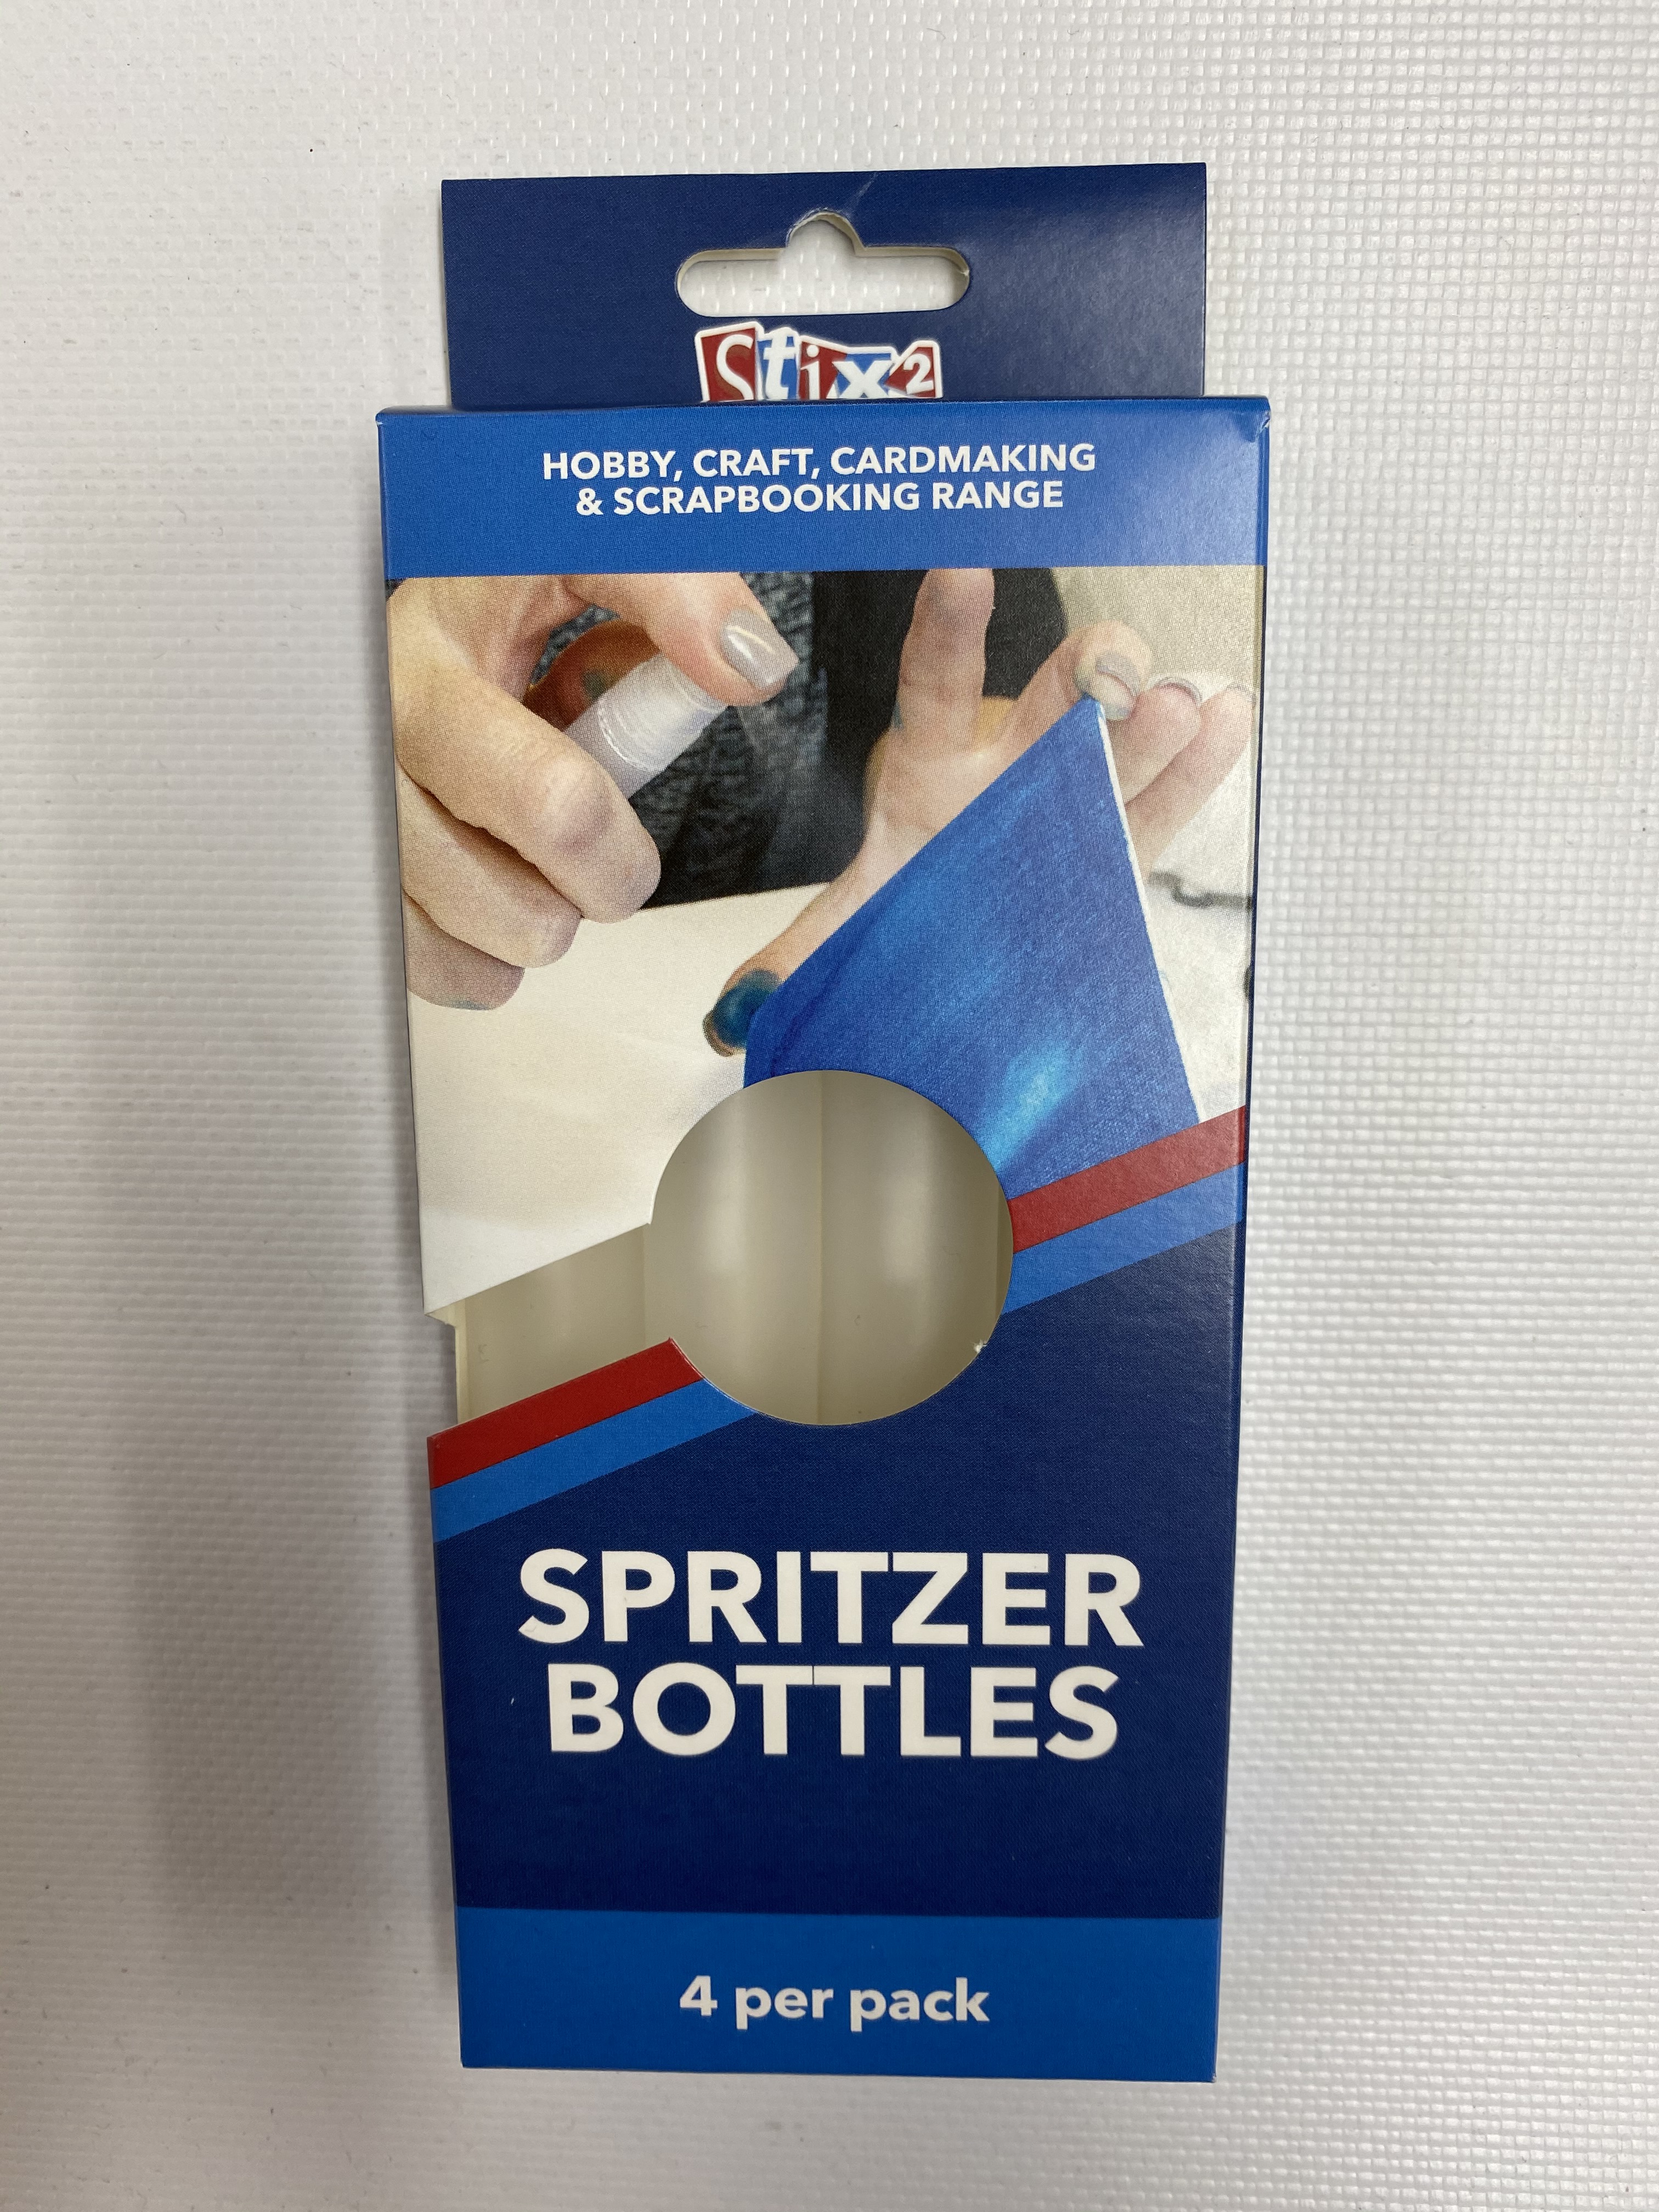 Stix2
HOBBY, CRAFT, CARDMAKING
& SCRAPBOOKING RANGE
SPRITZER
BOTTLES
4 per pack